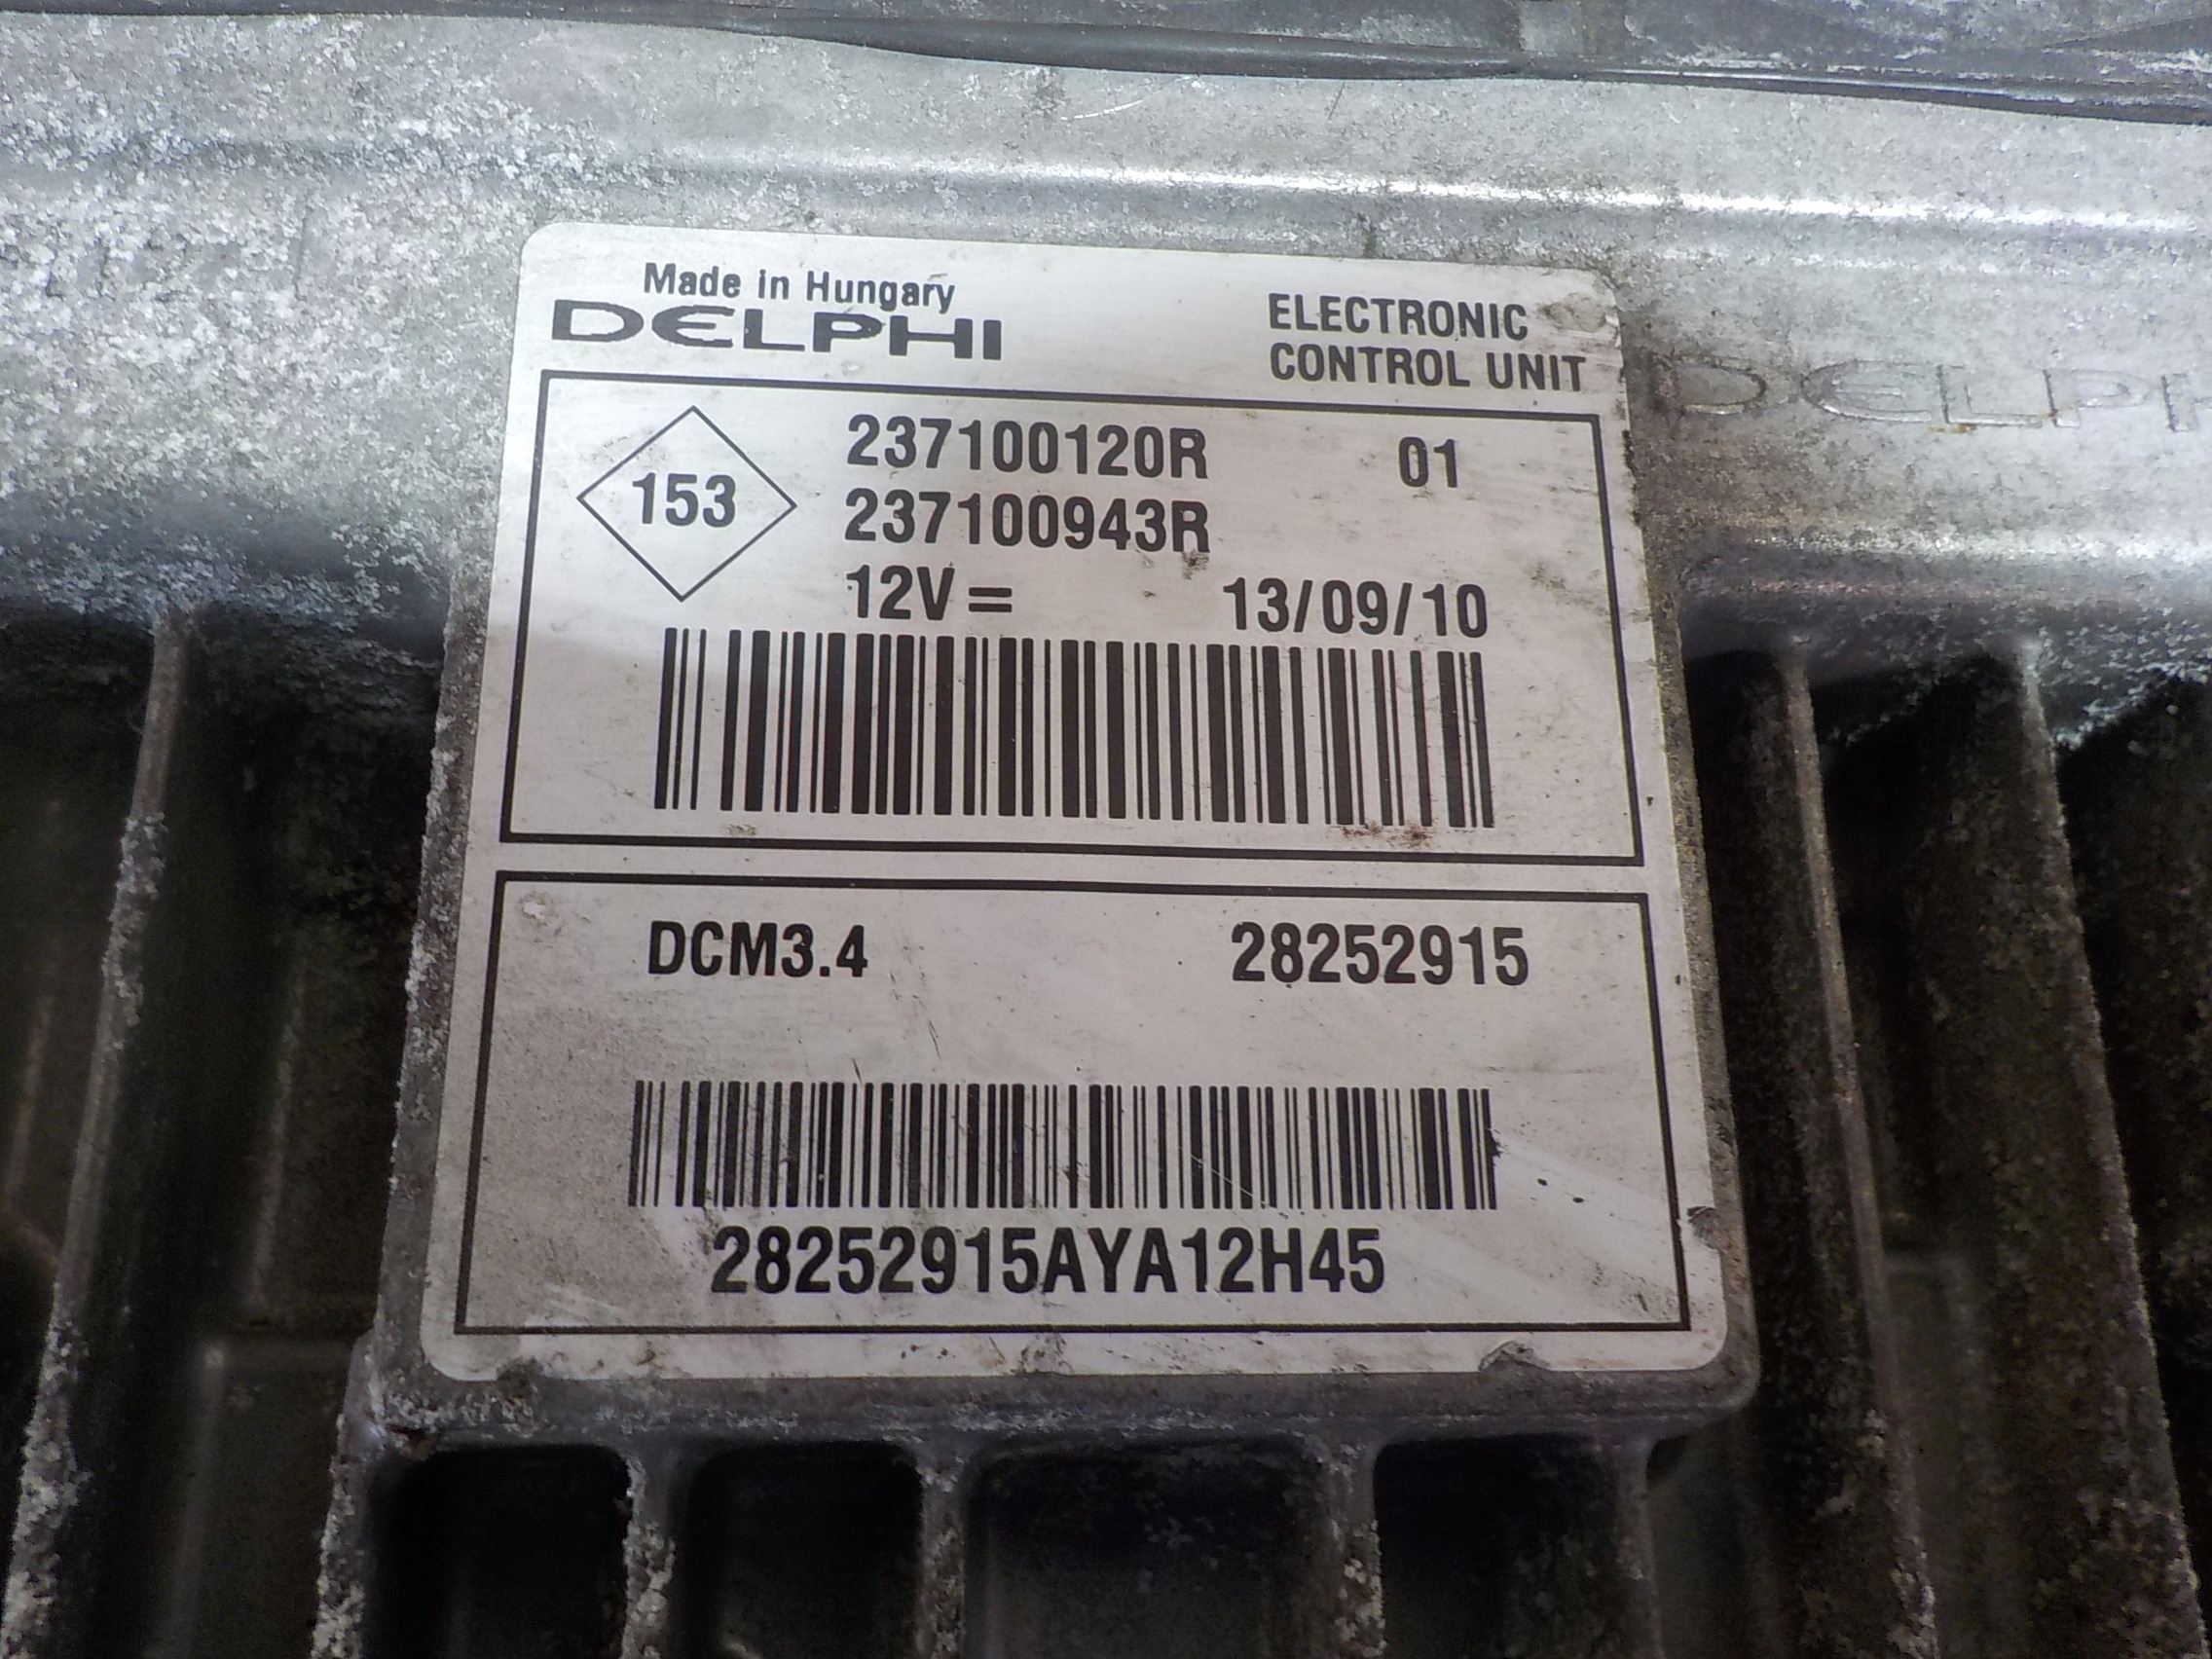 Made in Hungary
DELPHI
ELECTRONIC
CONTROL UNIT
153
237100120R 01
237100943R
12V= 13/09/10
DCM3.4 28252915
28252915AYA12H45
DELPHI